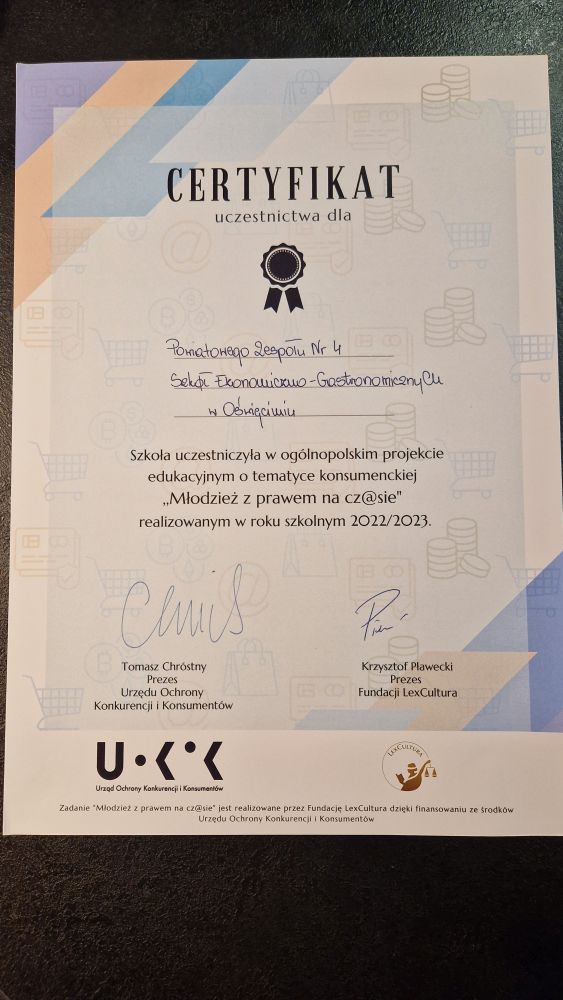 CERTYFIKAT
uczestnictwa dla
Powiatowego Zespołu Nr 4
Szkół Ekonomiczno-Gastronomicznych
w Oświęcimiu
Szkoła uczestniczyła w ogólnopolskim projekcie
edukacyjnym o tematyce konsumenckiej
„Młodzież z prawem na cz@sie"
realizowanym w roku szkolnym 2022/2023.
Tomasz Chróstny
Prezes
Urzędu Ochrony
Konkurencji i Konsumentów
Krzysztof Pławecki
Prezes
Fundacji LexCultura
UOKiK
Urząd Ochrony Konkurencji i Konsumentów
LEXCULTURA
Zadanie "Młodzież z prawem na cz@sie" jest realizowane przez Fundację LexCultura dzięki finansowaniu ze środków
Urzędu Ochrony Konkurencji i Konsumentów